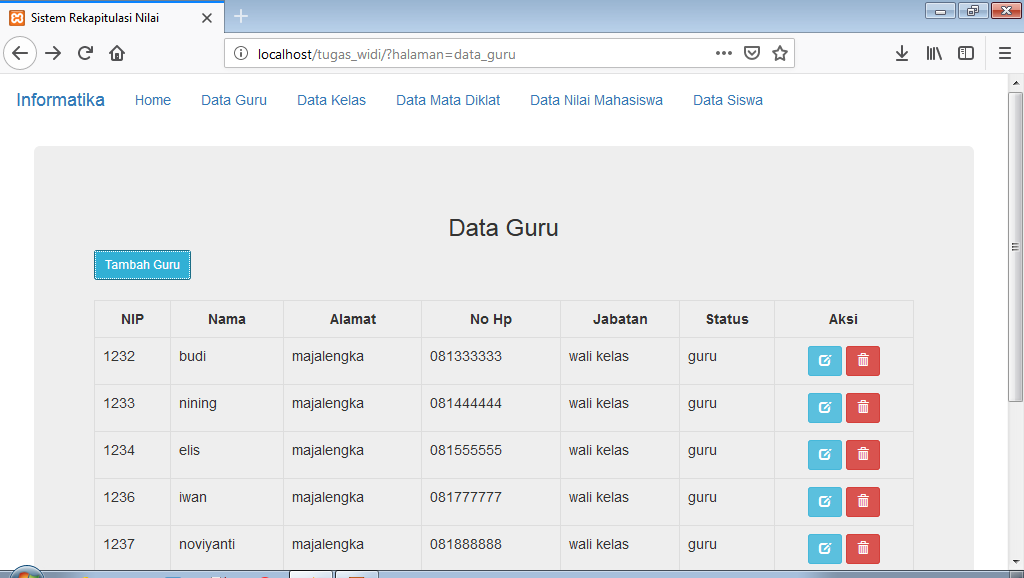 Sistem Rekapitulasi Nilai
localhost/tugas_widi/?halaman=data_guru
Informatika Home Data Guru Data Kelas Data Mata Diklat Data Nilai Mahasiswa Data Siswa
Data Guru
Tambah Guru
NIP Nama Alamat No Hp Jabatan Status Aksi
1232 budi majalengka 081333333 wali kelas guru
1233 nining majalengka 081444444 wali kelas guru
1234 elis majalengka 081555555 wali kelas guru
1236 iwan majalengka 081777777 wali kelas guru
1237 noviyanti majalengka 081888888 wali kelas guru